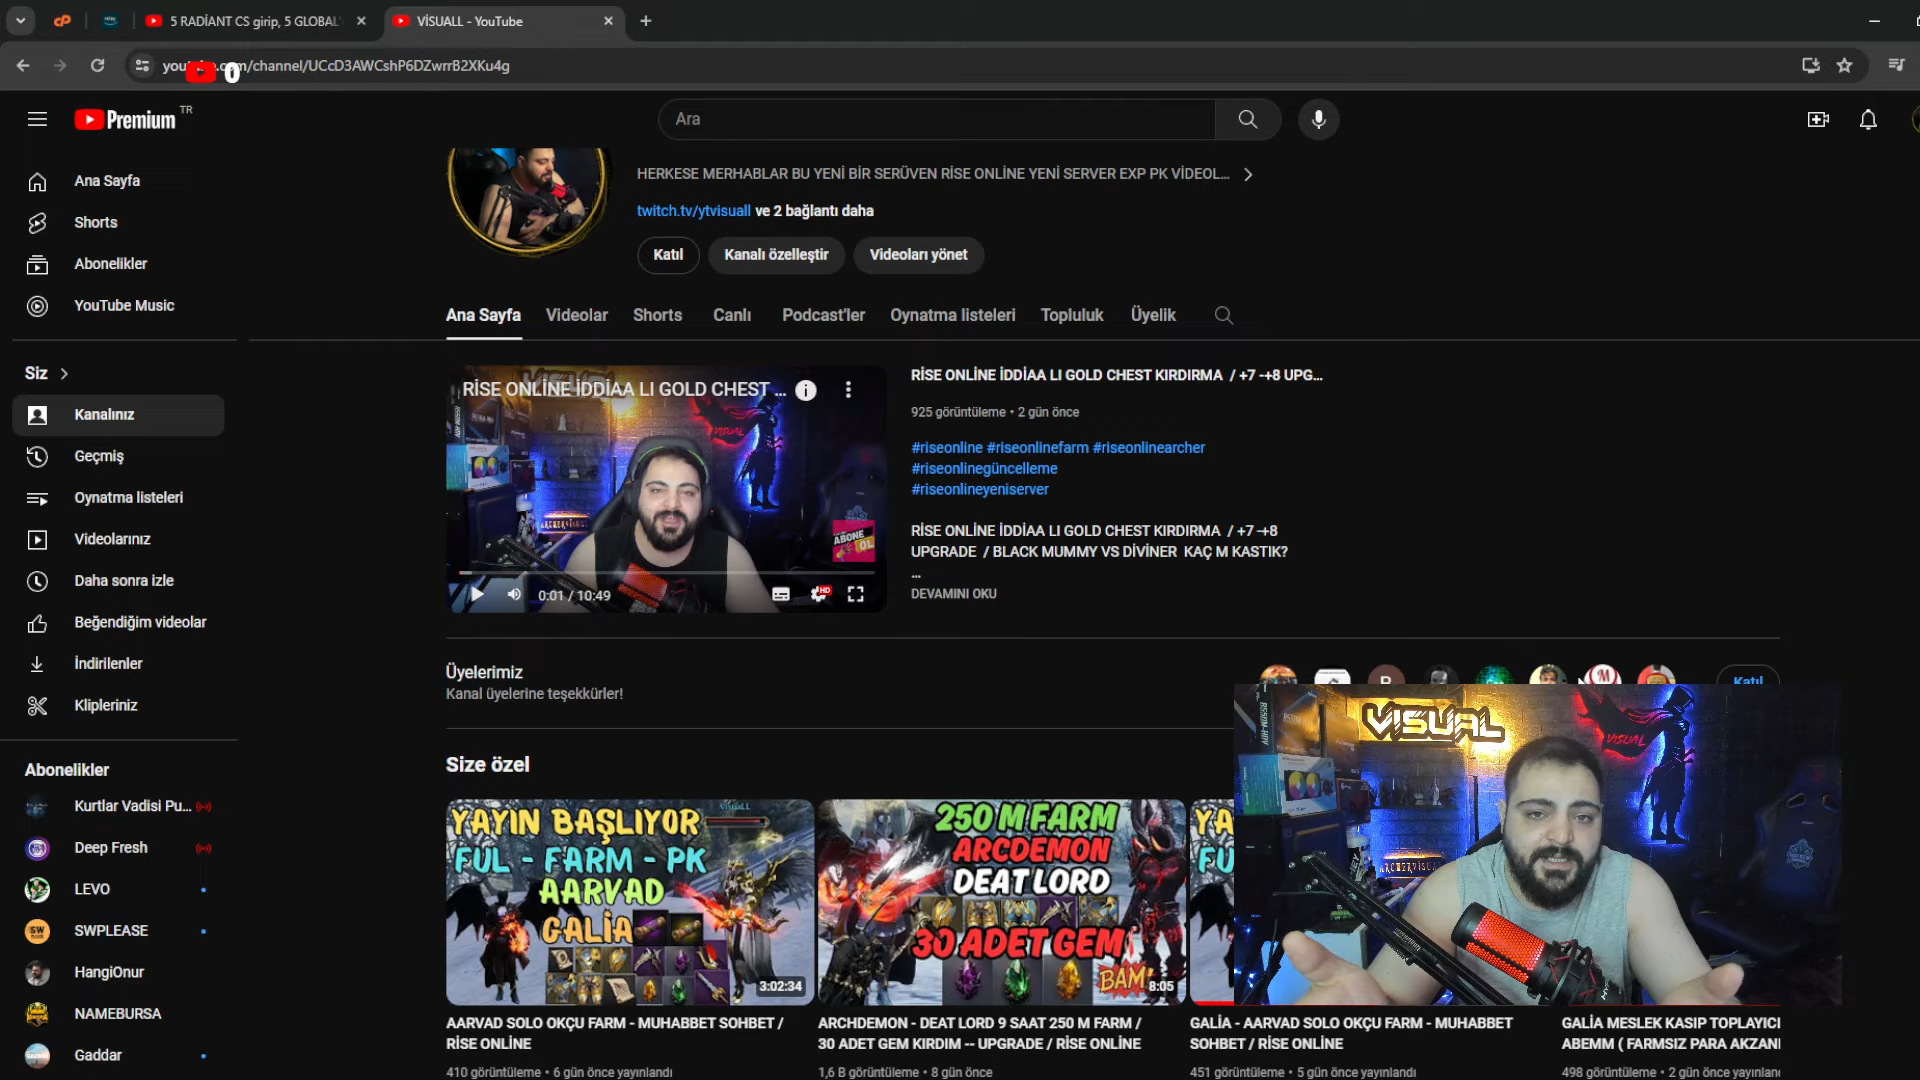 5 RADİANT CS girip, 5 GLOBAL'
VİSUALL - YouTube
/channel/UCcD3AWCshP6DZwrrB2XKu4g
0
Premium TR
Ara
HERKESE MERHABLAR BU YENİ BİR SERÜVEN RİSE ONLİNE YENİ SERVER EXP PK VİDEOL...
twitch.tv/ytvisuall ve 2 bağlantı daha
Katıl
Kanalı özelleştir
Videoları yönet
Ana Sayfa
Shorts
Abonelikler
YouTube Music
Siz
Kanalınız
Geçmiş
Oynatma listeleri
Videolarınız
Daha sonra izle
Beğendiğim videolar
İndirilenler
Klipleriniz
Abonelikler
Kurtlar Vadisi Pu...
Deep Fresh
LEVO
SWPLEASE
HangiOnur
NAMEBURSA
Gaddar
Ana Sayfa
Videolar
Shorts
Canlı
Podcast'ler
Oynatma listeleri
Topluluk
Üyelik
RİSE ONLİNE İDDİAA LI GOLD CHEST ...
VISUAL
ABONE OL
0:01 / 10:49
HD
RİSE ONLİNE İDDİAA LI GOLD CHEST KIRDIRMA / +7 -+8 UPG...
925 görüntüleme • 2 gün önce
#riseonline #riseonlinefarm #riseonlinearcher
#riseonlinegüncelleme
#riseonlineyeniserver
RİSE ONLİNE İDDİAA LI GOLD CHEST KIRDIRMA / +7 -+8
UPGRADE / BLACK MUMMY VS DİVİNER KAÇ M KASTIK?
...
DEVAMINI OKU
Üyelerimiz
Kanal üyelerine teşekkürler!
Katıl
Size özel
YAYIN BAŞLIYOR
FUL - FARM - PK
AARVAD
GALİA
3:02:34
AARVAD SOLO OKÇU FARM - MUHABBET SOHBET /
RİSE ONLİNE
410 görüntüleme • 6 gün önce yayınlandı
250 M FARM
ARCDEMON
DEAT LORD
30 ADET GEM
BAM!
8:05
ARCHDEMON - DEAT LORD 9 SAAT 250 M FARM /
30 ADET GEM KIRDIM -- UPGRADE / RİSE ONLİNE
1,6 B görüntüleme • 8 gün önce
YA
FU
VISUAL
VISUAL
GALİA - AARVAD SOLO OKÇU FARM - MUHABBET
SOHBET / RİSE ONLİNE
451 görüntüleme • 5 gün önce yayınlandı
GALİA MESLEK KASIP TOPLAYICI
ABEMM ( FARMSIZ PARA AKZANI
498 görüntüleme • 2 gün önce yayınlan